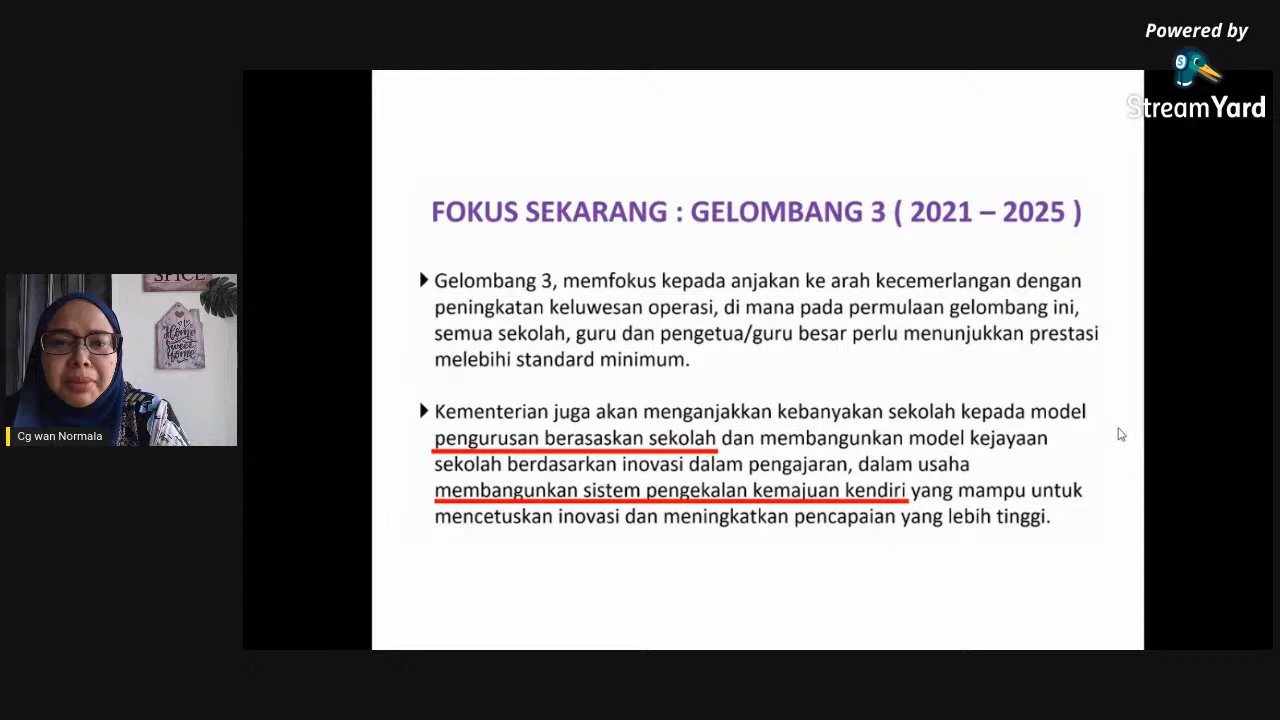 Powered by
StreamYard
FOKUS SEKARANG : GELOMBANG 3 ( 2021 – 2025 )
Gelombang 3, memfokus kepada anjakan ke arah kecemerlangan dengan
peningkatan keluwesan operasi, di mana pada permulaan gelombang ini,
semua sekolah, guru dan pengetua/guru besar perlu menunjukkan prestasi
melebihi standard minimum.
Kementerian juga akan menganjakkan kebanyakan sekolah kepada model
pengurusan berasaskan sekolah dan membangunkan model kejayaan
sekolah berdasarkan inovasi dalam pengajaran, dalam usaha
membangunkan sistem pengekalan kemajuan kendiri yang mampu untuk
mencetuskan inovasi dan meningkatkan pencapaian yang lebih tinggi.
SPICE
Home
Sweet
Home
Cg wan Normala